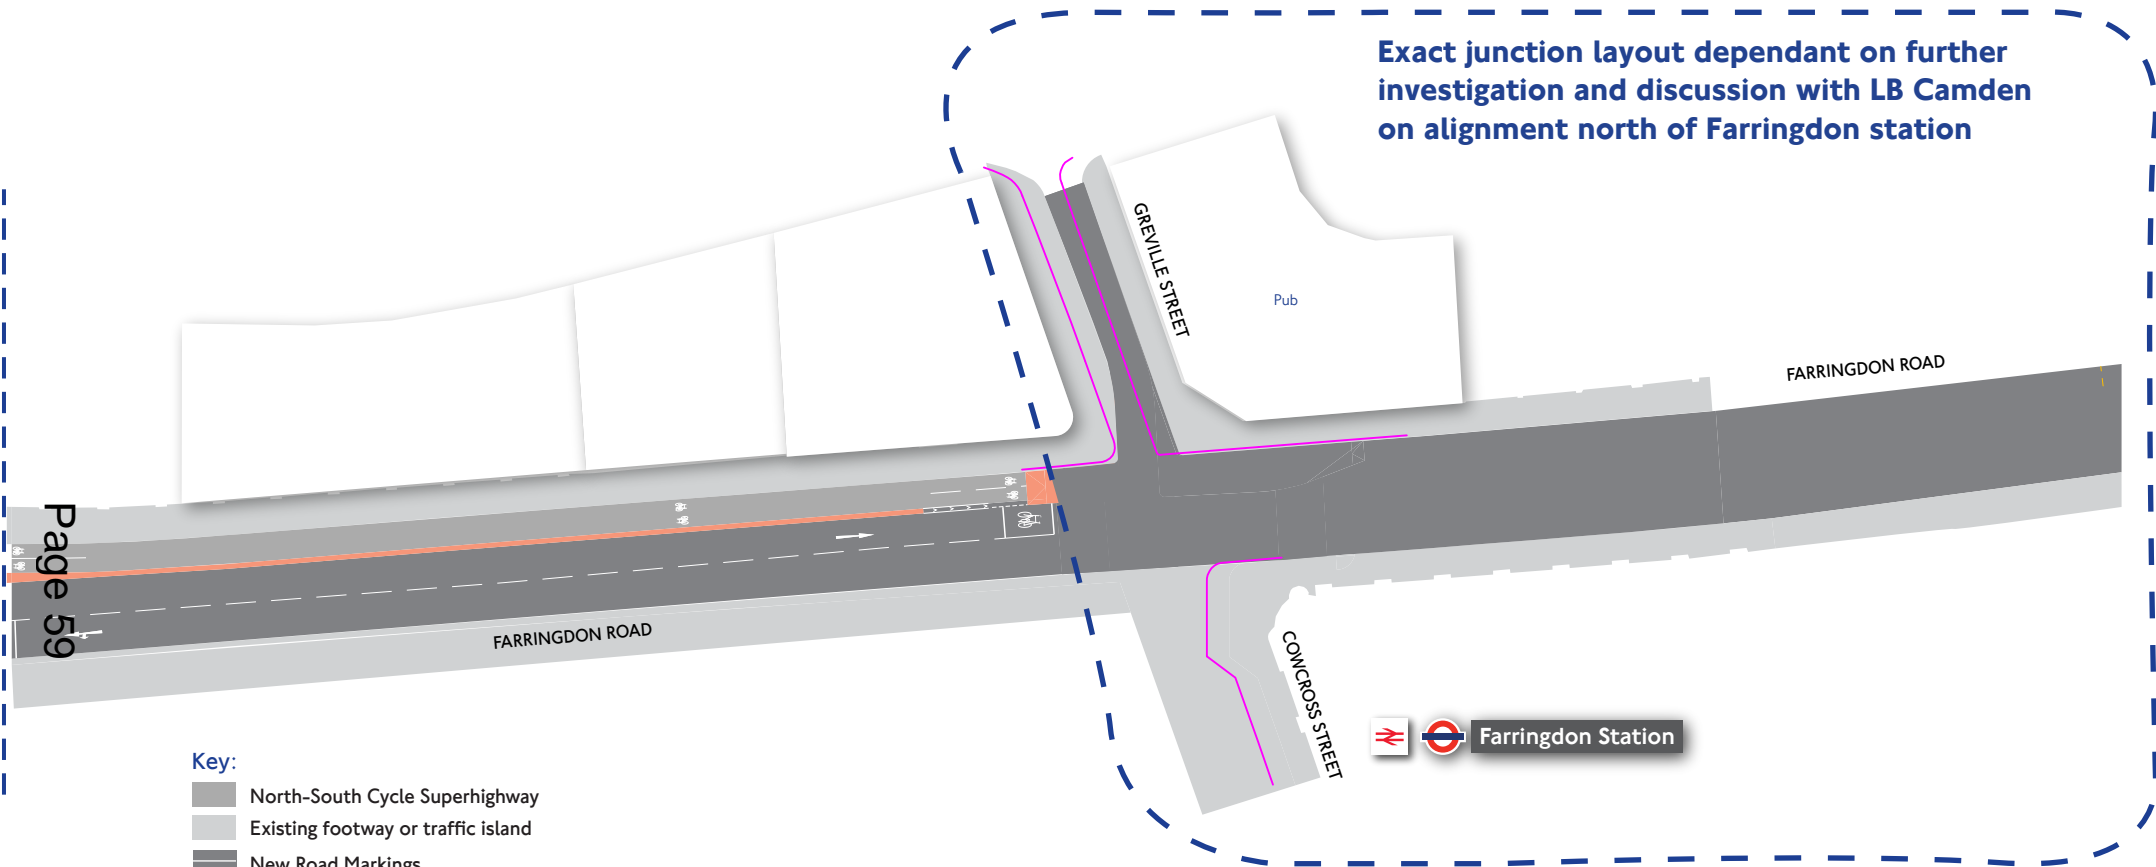 Exact junction layout dependant on further
investigation and discussion with LB Camden
on alignment north of Farringdon station
GREVILLE STREET
Pub
FARRINGDON ROAD
Page 59
FARRINGDON ROAD
COWCROSS STREET
Farringdon Station
Key:
North-South Cycle Superhighway
Existing footway or traffic island
New Road Markings